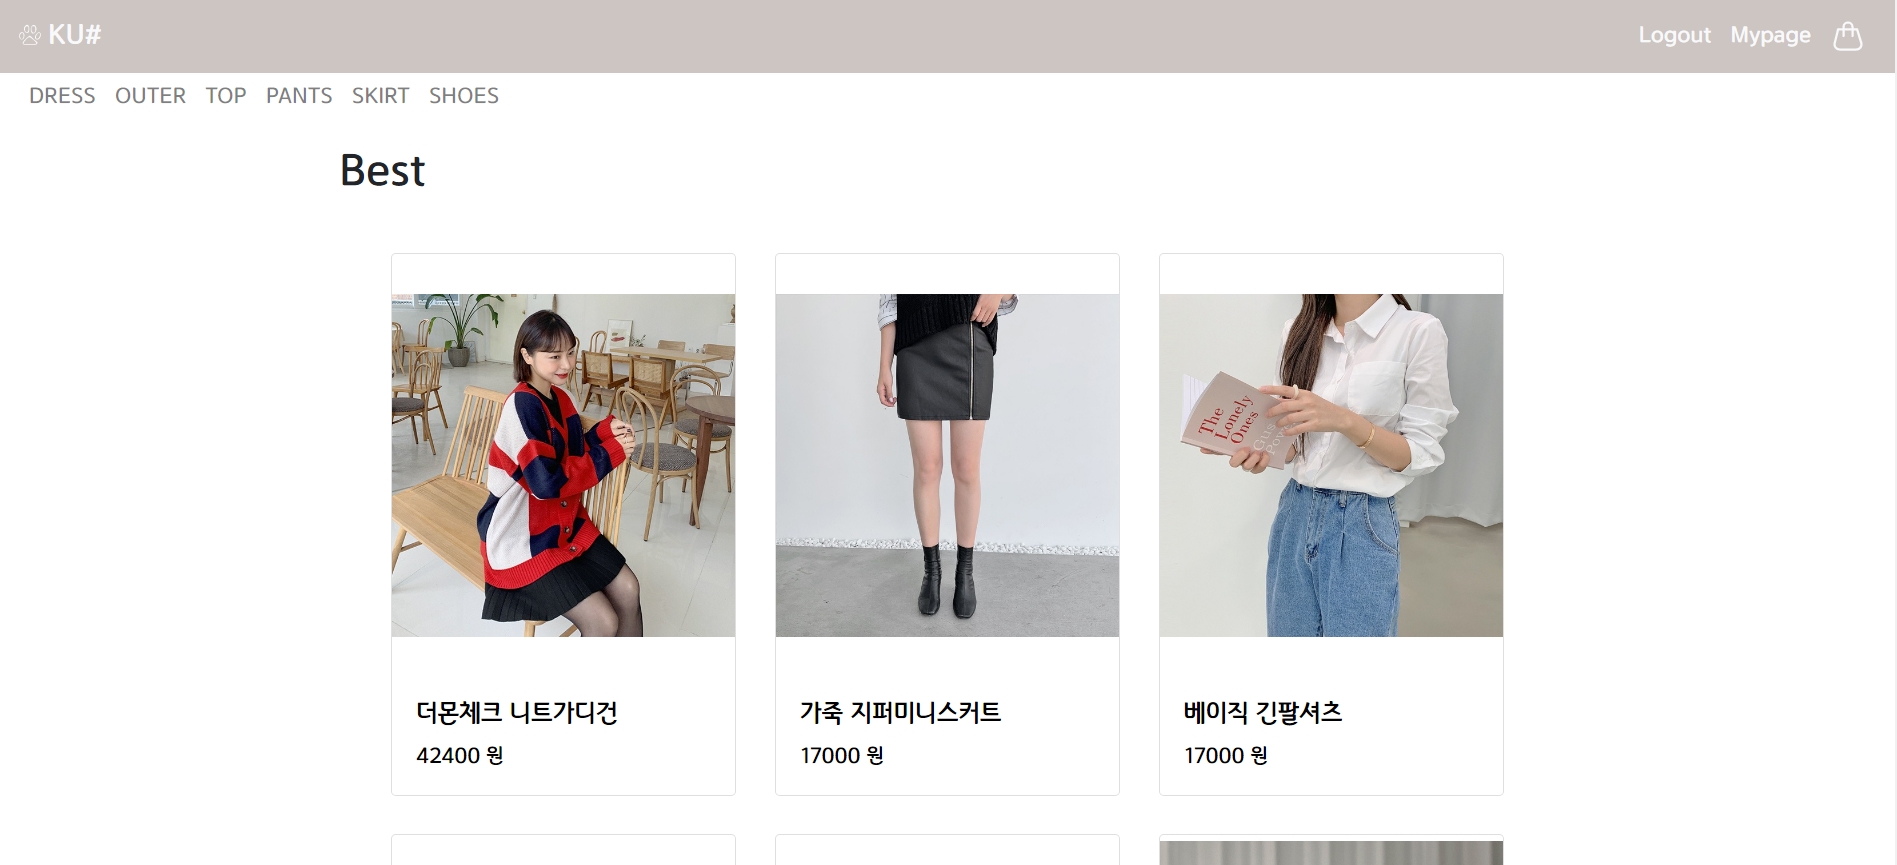 KU#
Logout Mypage
DRESS OUTER TOP PANTS SKIRT SHOES
Best
The
Lonely
Ones
Gus
더몬체크 니트가디건
42400 원
가죽 지퍼미니스커트
17000 원
베이직 긴팔셔츠
17000 원